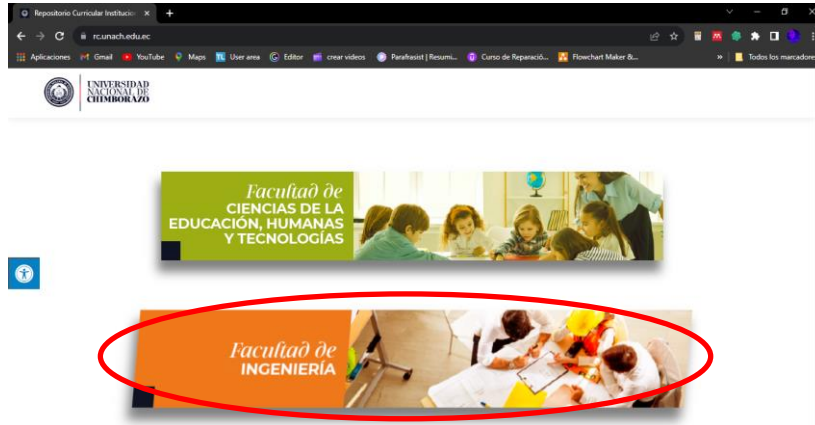 Repositorio Curricular Institucio
rc.unach.edu.ec
Aplicaciones Gmail YouTube Maps User area Editor crear videos Parafrasist | Resumi... Curso de Reparació... Flowchart Maker &... » Todos los marcadores
UNIVERSIDAD
NACIONAL DE
CHIMBORAZO
Facultad de
CIENCIAS DE LA
EDUCACIÓN, HUMANAS
Y TECNOLOGÍAS
Facultad de
INGENIERÍA